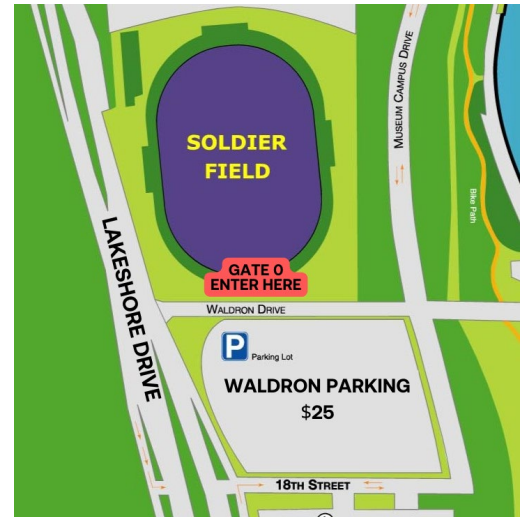 SOLDIER
FIELD
MUSEUM CAMPUS DRIVE
Bike Path
LAKESHORE DRIVE
GATE 0
ENTER HERE
WALDRON DRIVE
P
Parking Lot
WALDRON PARKING
$25
18TH STREET